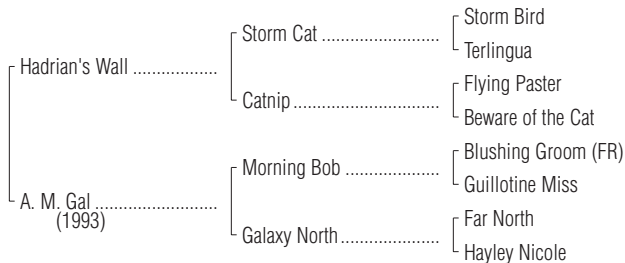 Storm Bird
Storm Cat ........................
Terlingua
Hadrian's Wall .................
Flying Paster
Catnip..............................
Beware of the Cat
Blushing Groom (FR)
Morning Bob ...................
Guillotine Miss
A. M. Gal .........................
(1993)
Far North
Galaxy North....................
Hayley Nicole